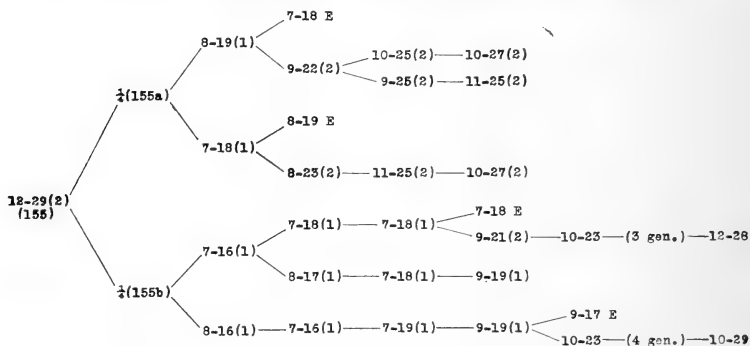 7-18 E
8-19(1)
10-25(2) 10-27(2)
9-22(2)
9-25(2) 11-25(2)
½(155a)
8-19 E
7-18(1)
8-23(2) 11-25(2) 10-27(2)
12-29(2)
(155)
7-18 E
7-18(1) 7-18(1)
9-21(2) 10-23 (3 gen.) 12-28
7-16(1)
8-17(1) 7-18(1) 9-19(1)
½(155b)
9-17 E
8-16(1) 7-16(1) 7-19(1) 9-19(1)
10-23 (4 gen.) 10-29